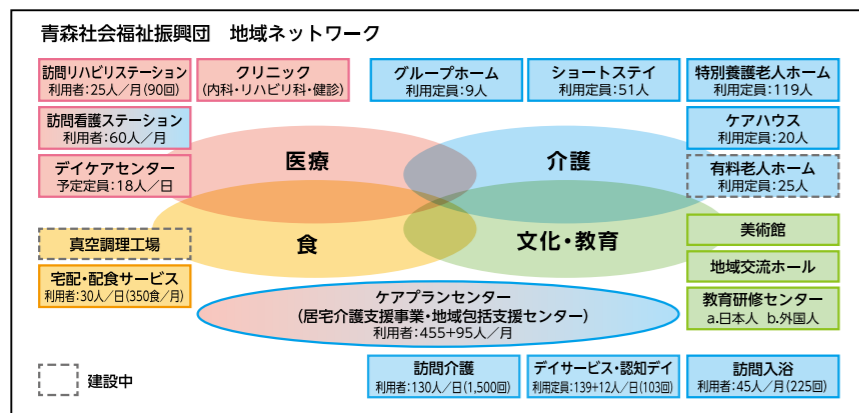 青森社会福祉振興団 地域ネットワーク
訪問リハビリステーション
利用者:25人/月(90回)
クリニック
(内科・リハビリ科・健診)
グループホーム
利用定員:9人
ショートステイ
利用定員:51人
特別養護老人ホーム
利用定員:119人
訪問看護ステーション
利用者:60人/月
ケアハウス
利用定員:20人
デイケアセンター
予定定員:18人/日
医療
介護
有料老人ホーム
利用定員:25人
真空調理工場
食
文化・教育
美術館
地域交流ホール
宅配・配食サービス
利用者:30人/日(350食/月)
ケアプランセンター
(居宅介護支援事業・地域包括支援センター)
利用者:455+95人/月
教育研修センター
a.日本人 b.外国人
建設中
訪問介護
利用者:130人/日(1,500回)
デイサービス・認知デイ
利用定員:139+12人/日(103回)
訪問入浴
利用者:45人/月(225回)